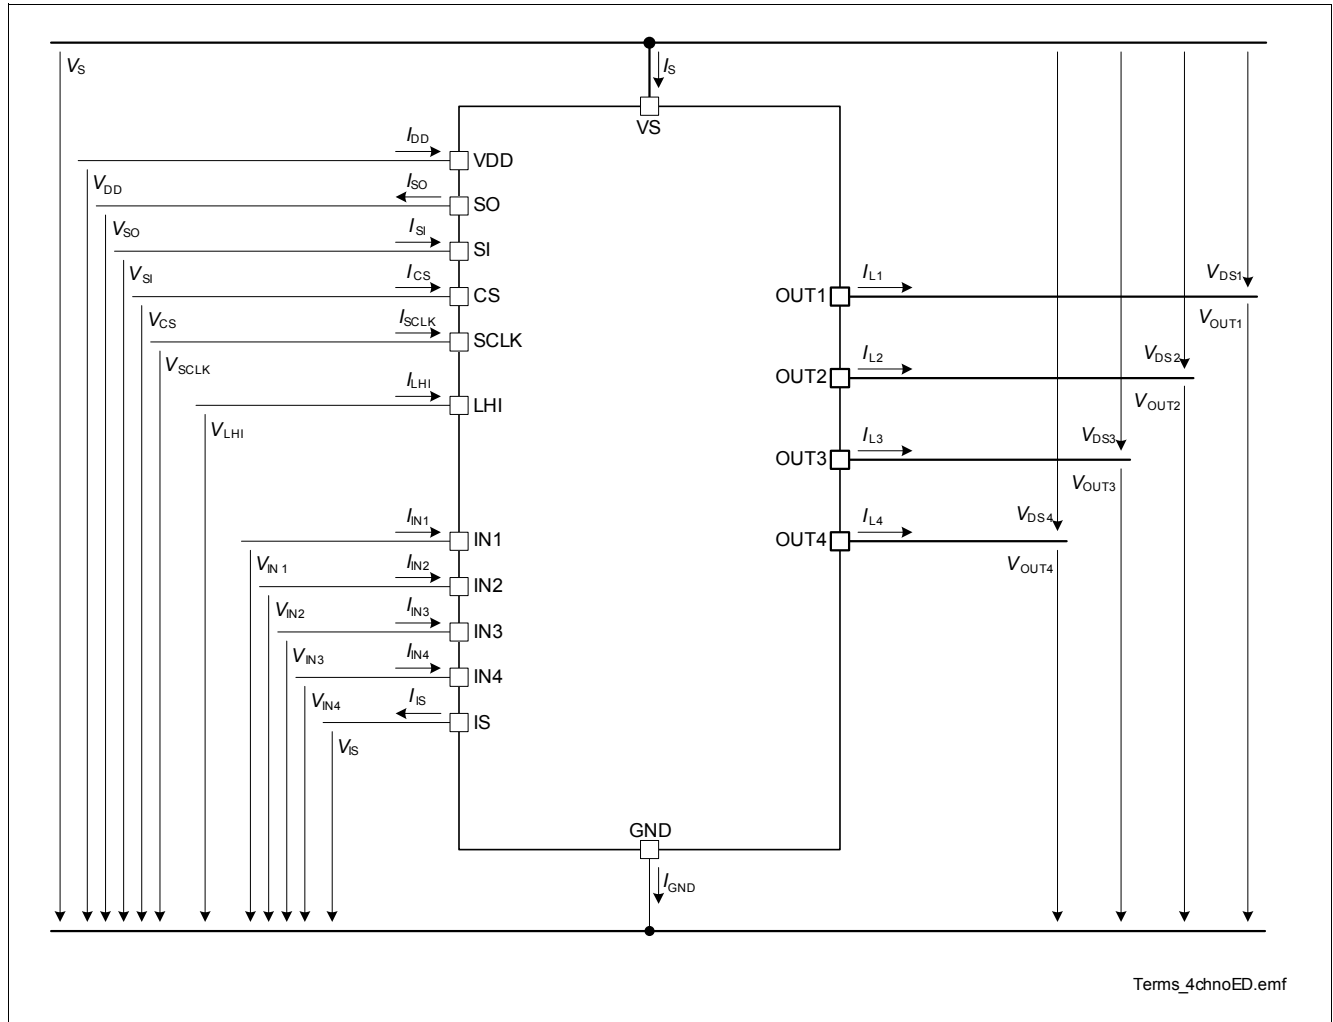 VS
IS
VS
IDD
VDD
VDD
ISO
SO
VSO
ISI
SI
VSI
ICS
CS
VCS
ISCLK
SCLK
VSCLK
ILHI
LHI
VLHI
IL1
VDS1
OUT1
VOUT1
IL2
VDS2
OUT2
VOUT2
IL3
VDS3
OUT3
VOUT3
IL4
VDS4
OUT4
VOUT4
IIN1
IN1
VIN1
IIN2
IN2
VIN2
IIN3
IN3
VIN3
IIN4
IN4
VIN4
IIS
IS
VIS
GND
IGND
Terms_4chnoED.emf